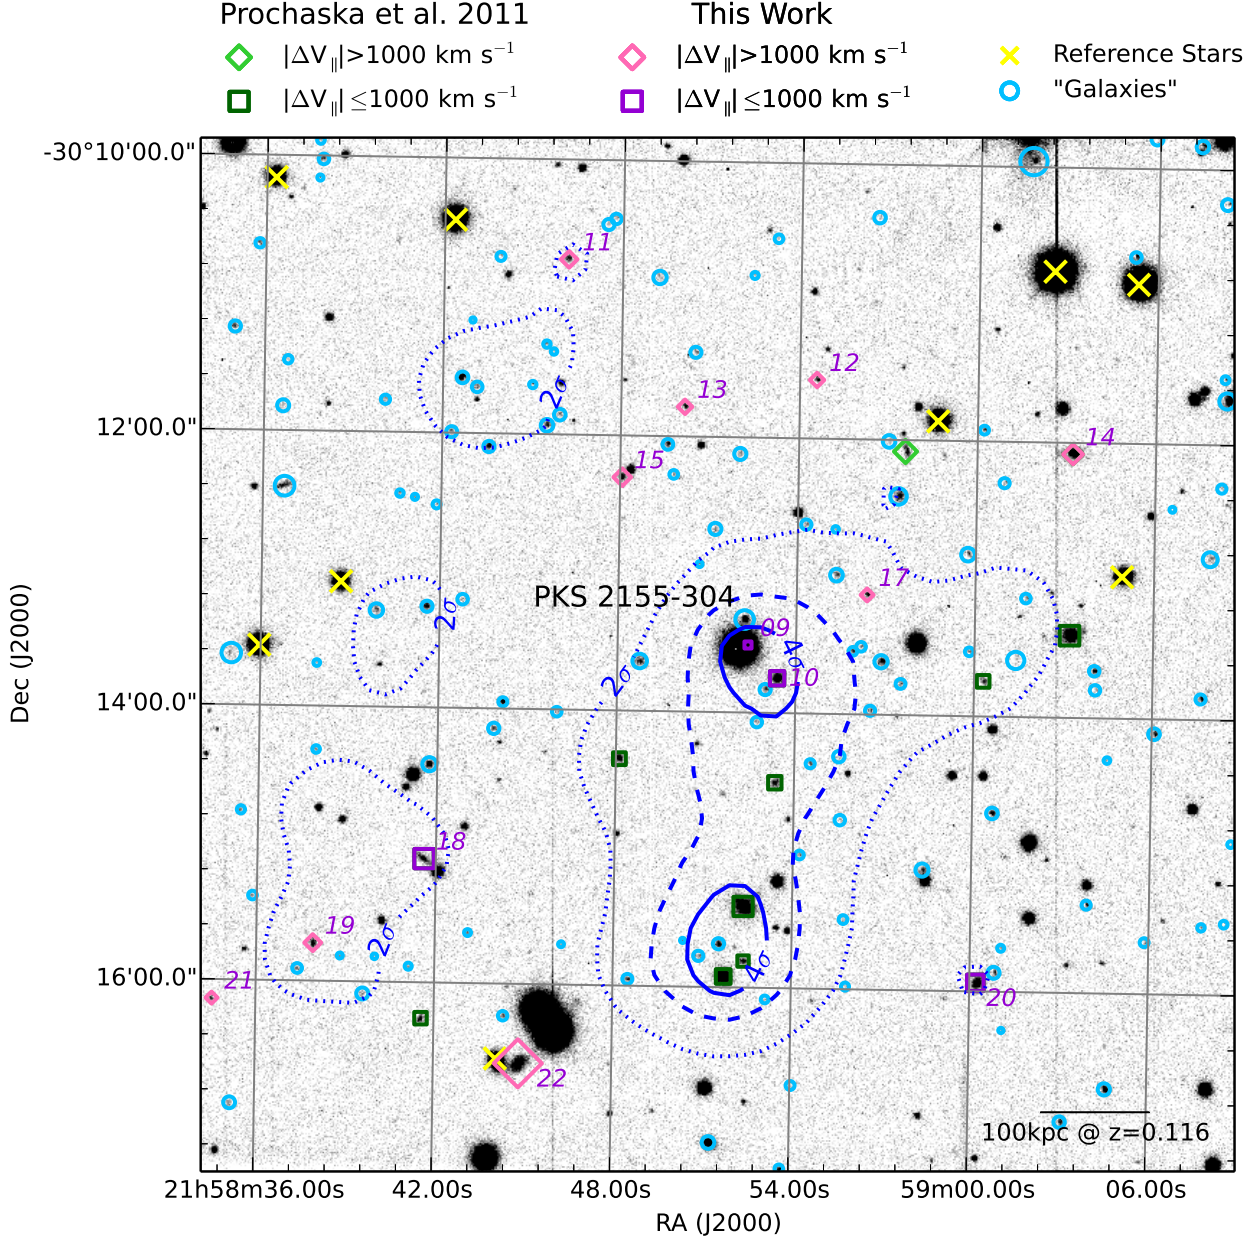 Prochaska et al. 2011
This Work
|ΔV∥|>1000 km s⁻¹
|ΔV∥|>1000 km s⁻¹
Reference Stars
|ΔV∥|≤1000 km s⁻¹
|ΔV∥|≤1000 km s⁻¹
"Galaxies"
-30°10'00.0"
11
12
2σ
13
12'00.0"
14
15
17
PKS 2155-304
2σ
09
4σ
2σ
10
Dec (J2000)
14'00.0"
18
19
2σ
4σ
16'00.0"
21
20
22
100kpc @ z=0.116
21h58m36.00s
42.00s
48.00s
54.00s
59m00.00s
06.00s
RA (J2000)